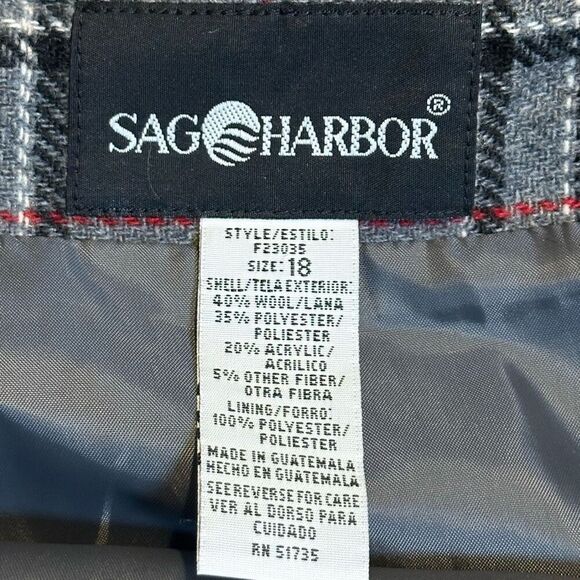 SAG HARBOR®
STYLE/ESTILO:
F23035
SIZE: 18
SHELL/TELA EXTERIOR:
40% WOOL/LANA
35% POLYESTER/
POLIESTER
20% ACRYLIC/
ACRILICO
5% OTHER FIBER/
OTRA FIBRA
LINING/FORRO:
100% POLYESTER/
POLIESTER
MADE IN GUATEMALA
HECHO EN GUATEMALA
SEE REVERSE FOR CARE
VER AL DORSO PARA
CUIDADO
RN 51735